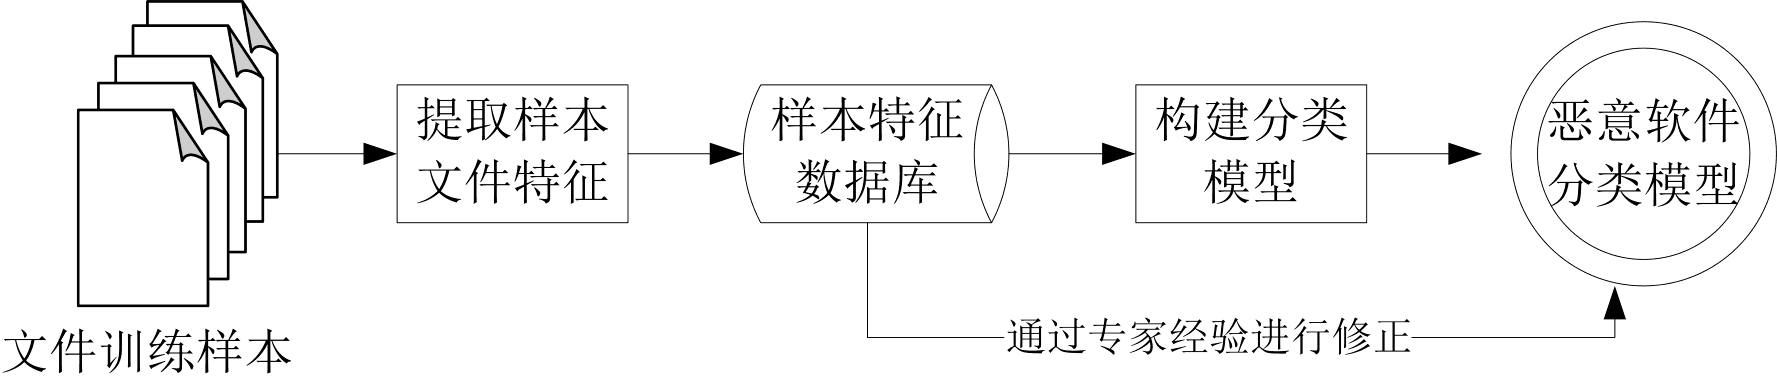 提取样本
文件特征
样本特征
数据库
构建分类
模型
恶意软件
分类模型
通过专家经验进行修正
文件训练样本